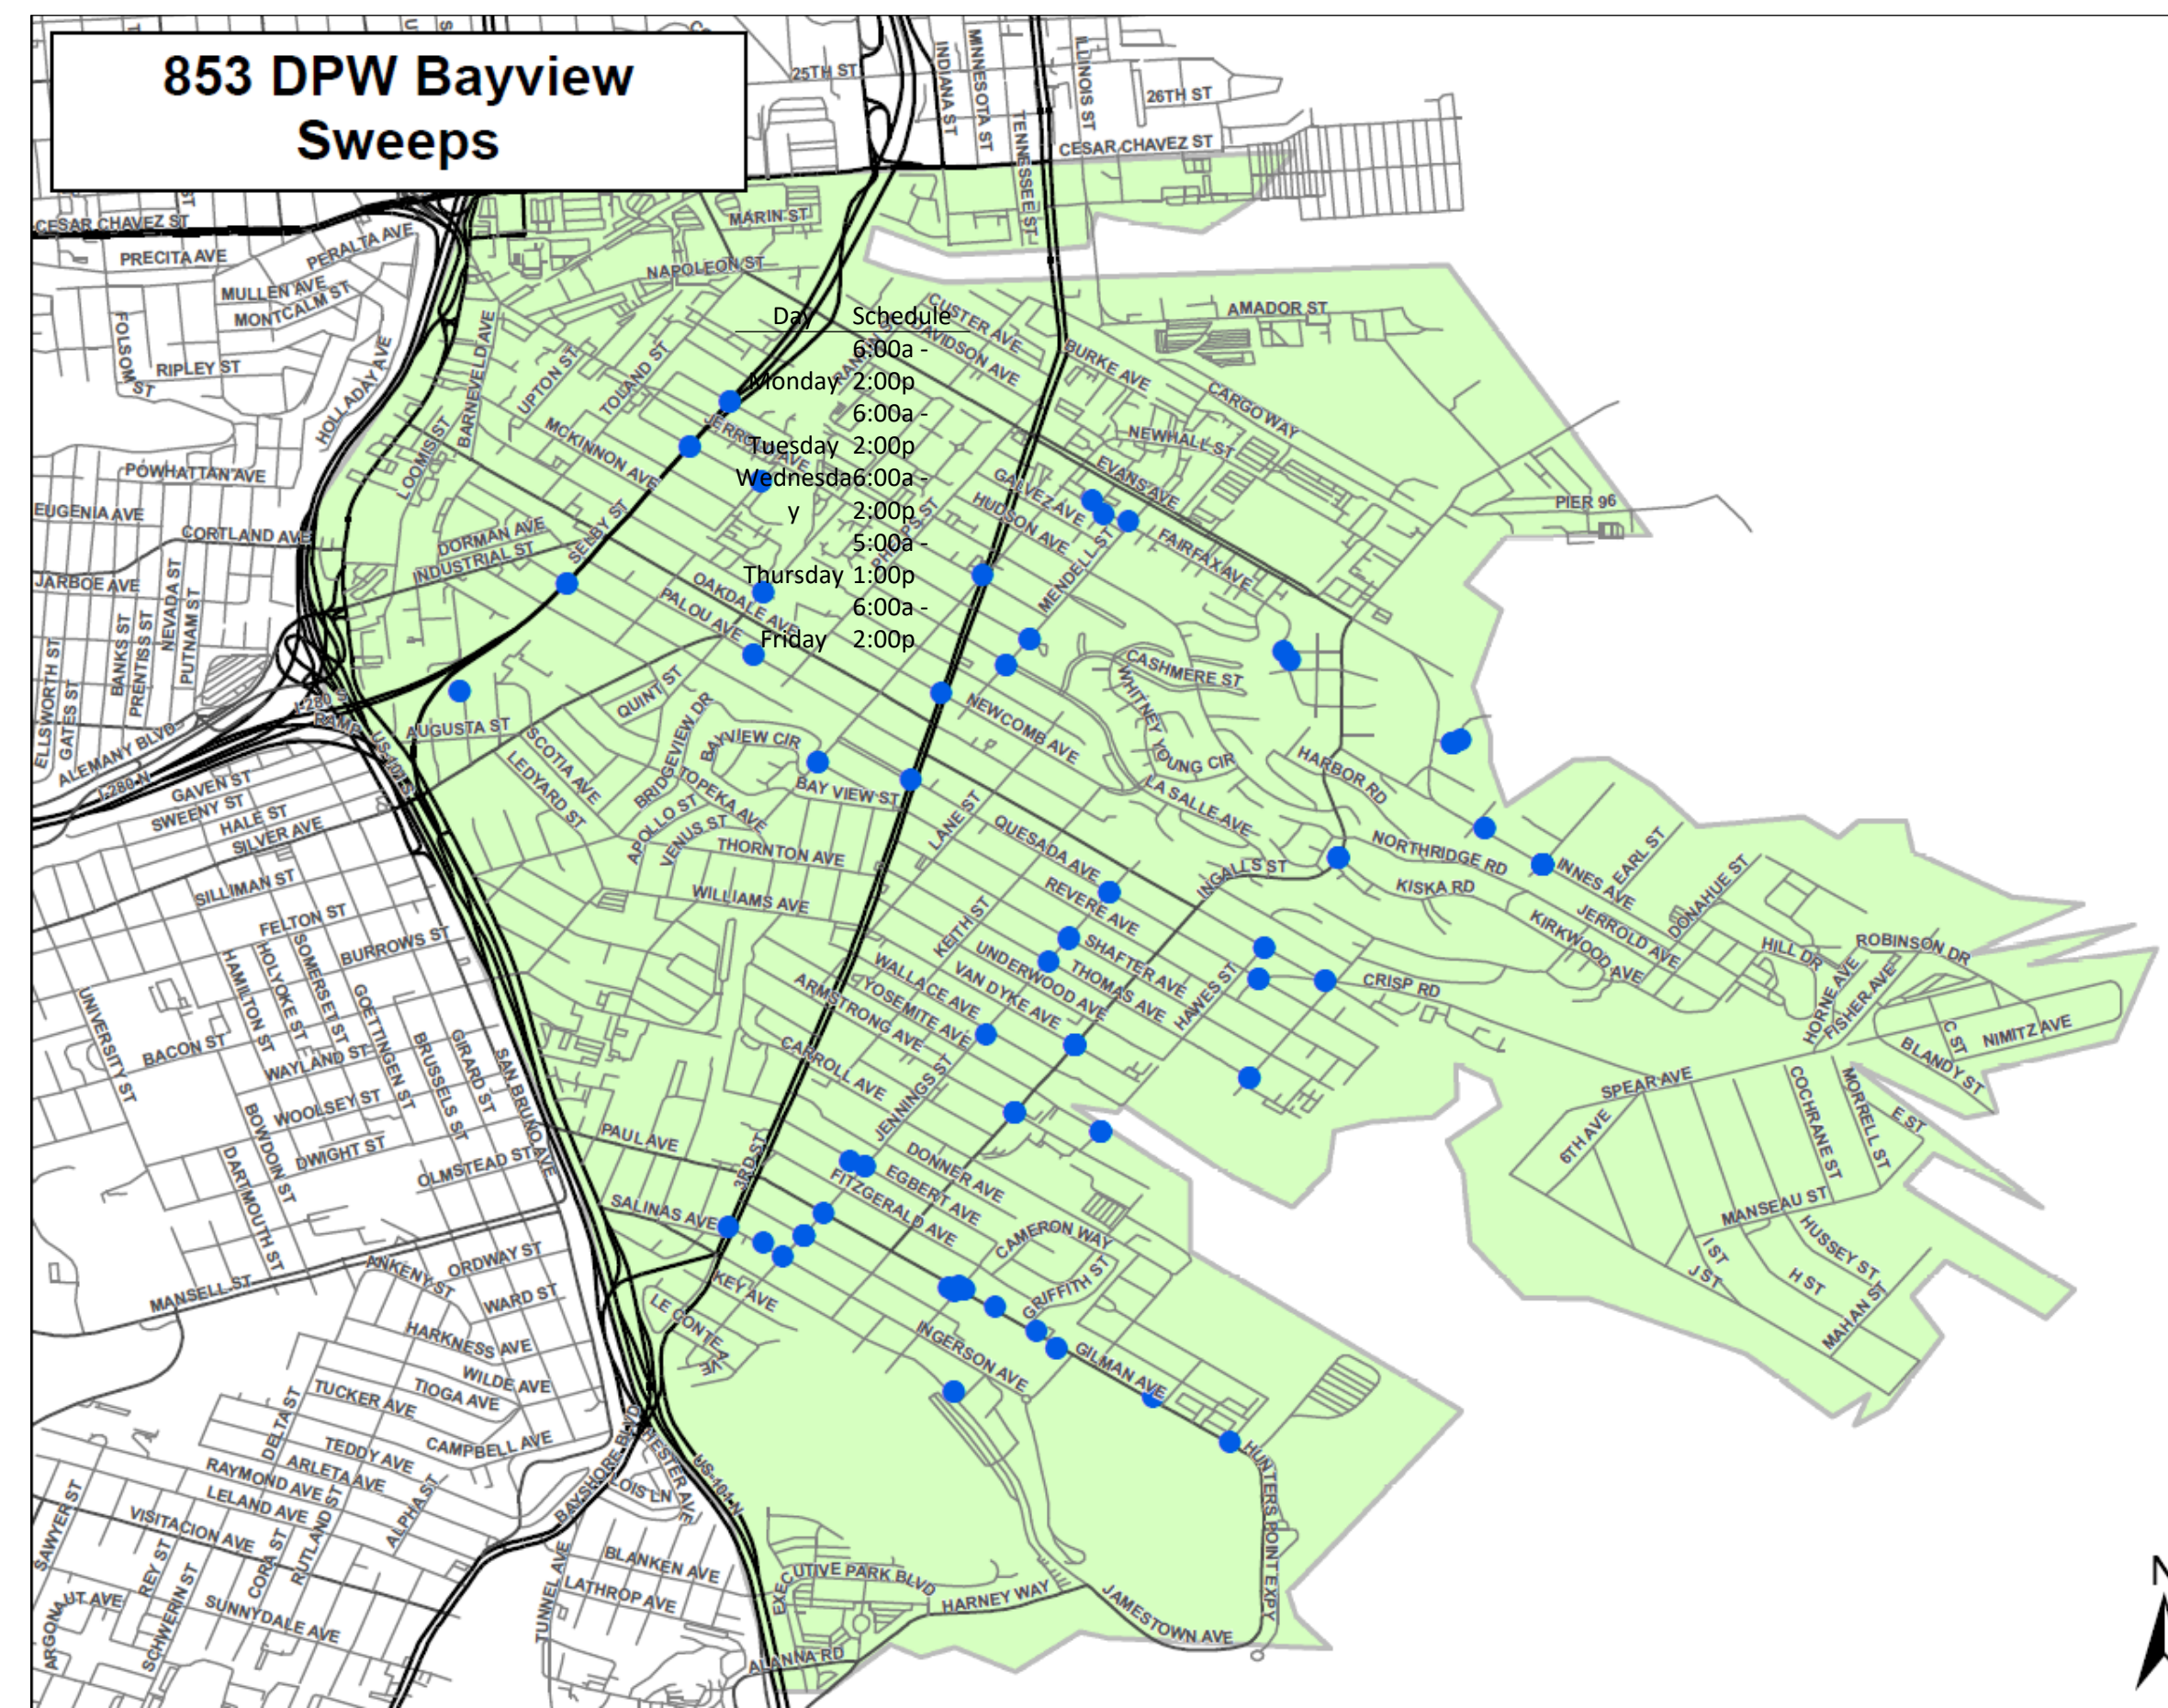 853 DPW Bayview
Sweeps
25TH ST
INDIANA ST
MINNESOTA ST
TENNESSEE ST
ILLINOIS ST
26TH ST
CESAR CHAVEZ ST
CESAR CHAVEZ ST
PRECITA AVE
PERALTA AVE
MULLEN AVE
MONTCALM ST
FOLSOM ST
RIPLEY ST
HOLLADAY AVE
POWHATTAN AVE
EUGENIA AVE
CORTLAND AVE
JARBOE AVE
ELLSWORTH ST
GATES ST
BANKS ST
PRENTISS ST
NEVADA ST
PUTNAM ST
ALEMANY BLVD
I-280 N
I-280 S
RAMP
US-101 S
MARIN ST
NAPOLEON ST
BARNEVELD AVE
LOOMIS ST
UPTON ST
TOLAND ST
MCKINNON AVE
JERROLD AVE
DORMAN AVE
INDUSTRIAL ST
SELBY ST
OAKDALE AVE
PALOU AVE
QUINT ST
AUGUSTA ST
Day Schedule
6:00a -
Monday 2:00p
6:00a -
Tuesday 2:00p
Wednesda6:00a -
y 2:00p
5:00a -
Thursday 1:00p
6:00a -
Friday 2:00p
CUSTER AVE
DAVIDSON AVE
BURKE AVE
CARGO WAY
AMADOR ST
NEWHALL ST
EVANS AVE
GALVEZ AVE
HUDSON AVE
MENDELL ST
FAIRFAX AVE
PIER 96
CASHMERE ST
WHITNEY YOUNG CIR
NEWCOMB AVE
LA SALLE AVE
HARBOR RD
NORTHRIDGE RD
KISKA RD
INGALLS ST
INNES AVE
EARL ST
DONAHUE ST
JERROLD AVE
KIRKWOOD AVE
HILL DR
ROBINSON DR
HORNE AVE
FISHER AVE
C ST
NIMITZ AVE
BLANDY ST
SCOTIA AVE
LEDYARD ST
BRIDGEVIEW DR
BAYVIEW CIR
TOPEKA AVE
APOLLO ST
VENUS ST
BAY VIEW ST
THORNTON AVE
WILLIAMS AVE
LANE ST
QUESADA AVE
REVERE AVE
KEITH ST
SHAFTER AVE
THOMAS AVE
UNDERWOOD AVE
VAN DYKE AVE
WALLACE AVE
YOSEMITE AVE
ARMSTRONG AVE
CARROLL AVE
HAWES ST
CRISP RD
JENNINGS ST
SPEAR AVE
6TH AVE
COCHRANE ST
MORRELL ST
E ST
MANSEAU ST
HUSSEY ST
H ST
I ST
J ST
MAHAN ST
GAVEN ST
SWEENY ST
HALE ST
SILVER AVE
SILLIMAN ST
FELTON ST
BURROWS ST
UNIVERSITY ST
BACON ST
HAMILTON ST
HOLYOKE ST
SOMERSET ST
GOETTINGEN ST
BRUSSELS ST
GIRARD ST
SAN BRUNO AVE
WAYLAND ST
WOOLSEY ST
BOWDOIN ST
DWIGHT ST
DARTMOUTH ST
OLMSTEAD ST
MANSELL ST
ANKENY ST
ORDWAY ST
WARD ST
HARKNESS AVE
WILDE AVE
TIOGA AVE
TUCKER AVE
CAMPBELL AVE
DELTA ST
TEDDY AVE
ARLETA AVE
RAYMOND AVE
LELAND AVE
VISITACION AVE
SAWYER ST
REY ST
SCHWERIN ST
CORA ST
RUTLAND ST
ALPHA ST
SUNNYDALE AVE
PAUL AVE
3RD ST
SALINAS AVE
KEY AVE
LE CONTE AVE
DONNER AVE
EGBERT AVE
FITZGERALD AVE
CAMERON WAY
GRIFFITH ST
INGERSON AVE
GILMAN AVE
HUNTERS POINT EXPY
JAMESTOWN AVE
HARNEY WAY
EXECUTIVE PARK BLVD
ALANNA RD
BAYSHORE BLVD
HESTER AVE
LOIS LN
US-101 N
BLANKEN AVE
LATHROP AVE
TUNNEL AVE
N